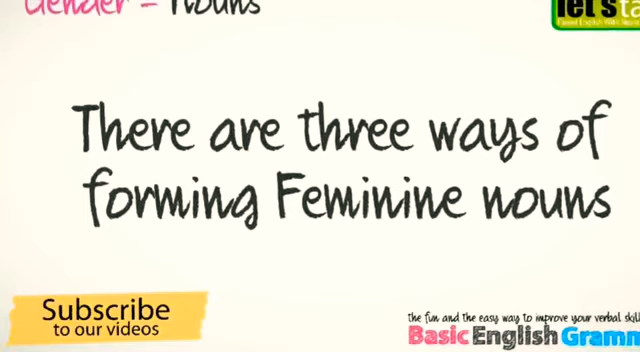 Gender - Nouns
let's ta
There are three ways of
forming Feminine nouns
Subscribe
to our videos
the fun and the easy way to improve your verbal skil
Basic English Gramm